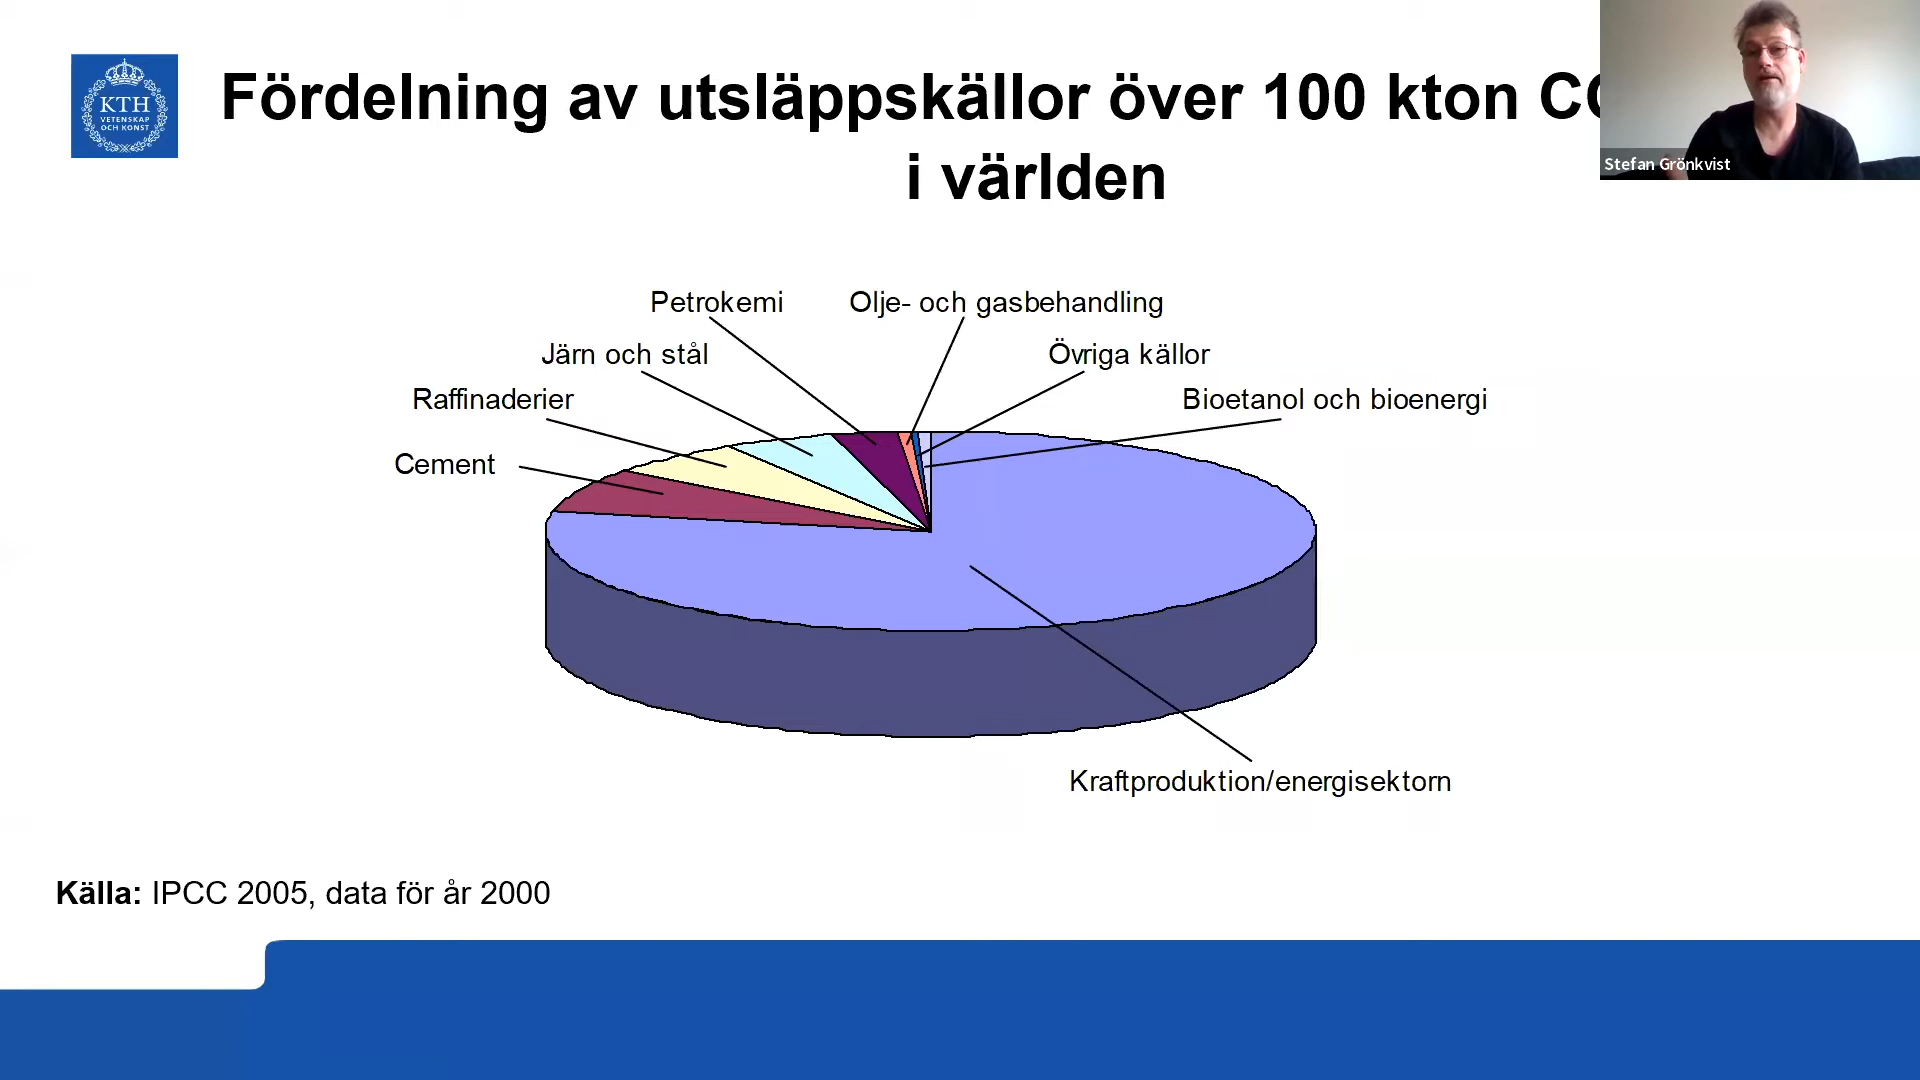 KTH
VETENSKAP
OCH KONST
Fördelning av utsläppskällor över 100 kton
i världen
Stefan Grönkvist
Petrokemi
Olje- och gasbehandling
Järn och stål
Övriga källor
Raffinaderier
Bioetanol och bioenergi
Cement
Kraftproduktion/energisektorn
Källa: IPCC 2005, data för år 2000